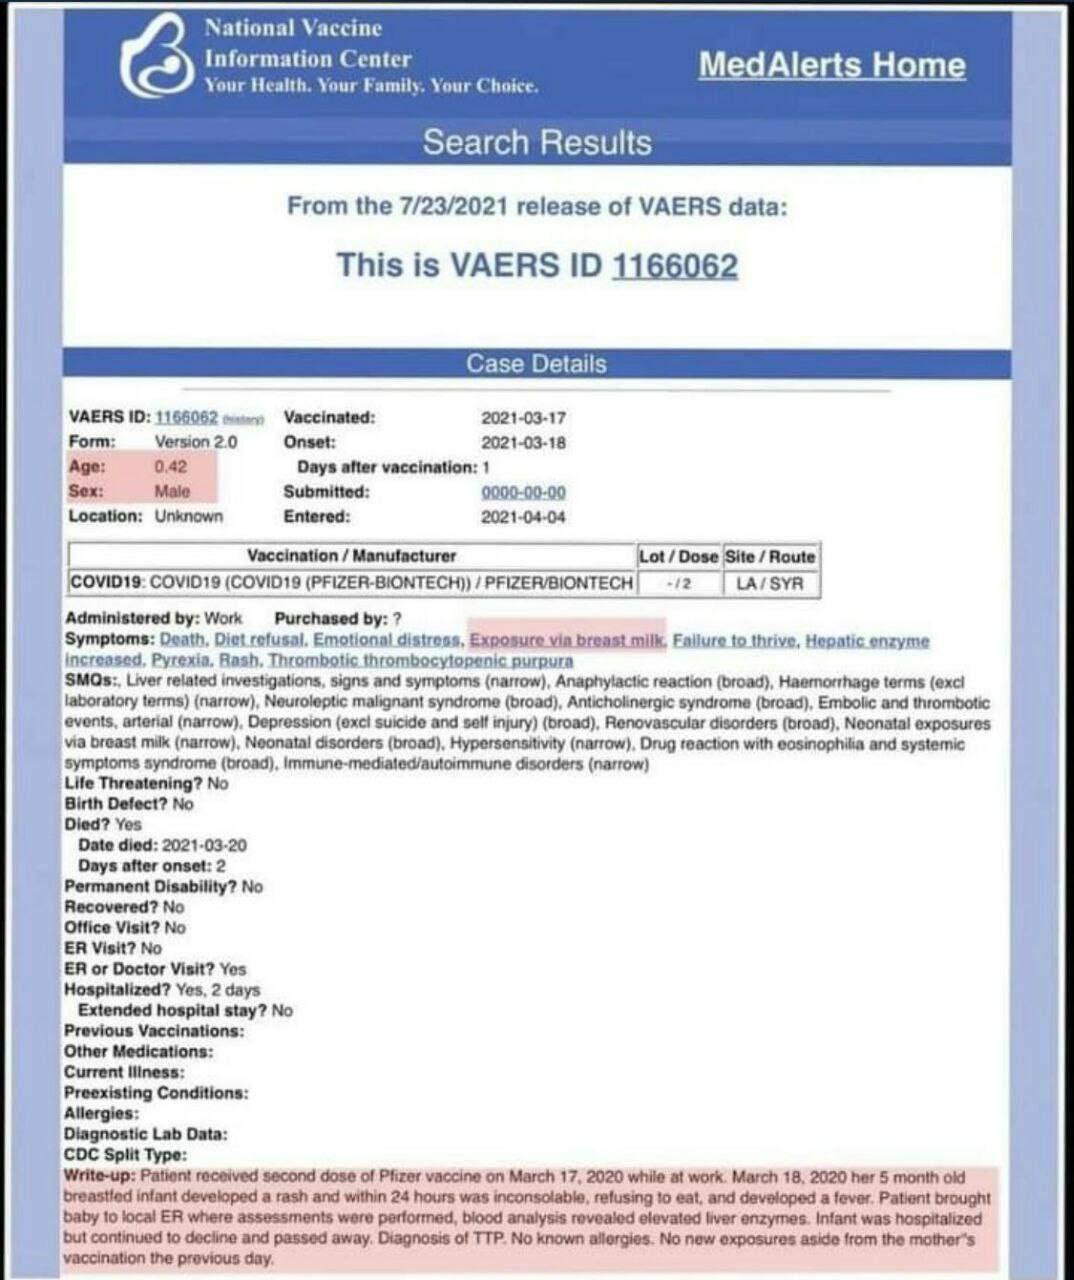 National Vaccine
Information Center
Your Health. Your Family. Your Choice.
MedAlerts Home
Search Results
From the 7/23/2021 release of VAERS data:
This is VAERS ID 1166062
Case Details
VAERS ID: 1166062 (history) Vaccinated: 2021-03-17
Form: Version 2.0 Onset: 2021-03-18
Age: 0.42 Days after vaccination: 1
Sex: Male Submitted: 0000-00-00
Location: Unknown Entered: 2021-04-04
Vaccination / Manufacturer Lot / Dose Site / Route
COVID19: COVID19 (COVID19 (PFIZER-BIONTECH)) / PFIZER/BIONTECH - / 2 LA / SYR
Administered by: Work Purchased by: ?
Symptoms: Death, Diet refusal, Emotional distress, Exposure via breast milk, Failure to thrive, Hepatic enzyme
increased, Pyrexia, Rash, Thrombotic thrombocytopenic purpura
SMQs:, Liver related investigations, signs and symptoms (narrow), Anaphylactic reaction (broad), Haemorrhage terms (excl
laboratory terms) (narrow), Neuroleptic malignant syndrome (broad), Anticholinergic syndrome (broad), Embolic and thrombotic
events, arterial (narrow), Depression (excl suicide and self injury) (broad), Renovascular disorders (broad), Neonatal exposures
via breast milk (narrow), Neonatal disorders (broad), Hypersensitivity (narrow), Drug reaction with eosinophilia and systemic
symptoms syndrome (broad), Immune-mediated/autoimmune disorders (narrow)
Life Threatening? No
Birth Defect? No
Died? Yes
Date died: 2021-03-20
Days after onset: 2
Permanent Disability? No
Recovered? No
Office Visit? No
ER Visit? No
ER or Doctor Visit? Yes
Hospitalized? Yes, 2 days
Extended hospital stay? No
Previous Vaccinations:
Other Medications:
Current Illness:
Preexisting Conditions:
Allergies:
Diagnostic Lab Data:
CDC Split Type:
Write-up: Patient received second dose of Pfizer vaccine on March 17, 2020 while at work. March 18, 2020 her 5 month old
breastfed infant developed a rash and within 24 hours was inconsolable, refusing to eat, and developed a fever. Patient brought
baby to local ER where assessments were performed, blood analysis revealed elevated liver enzymes. Infant was hospitalized
but continued to decline and passed away. Diagnosis of TTP. No known allergies. No new exposures aside from the mother"s
vaccination the previous day.